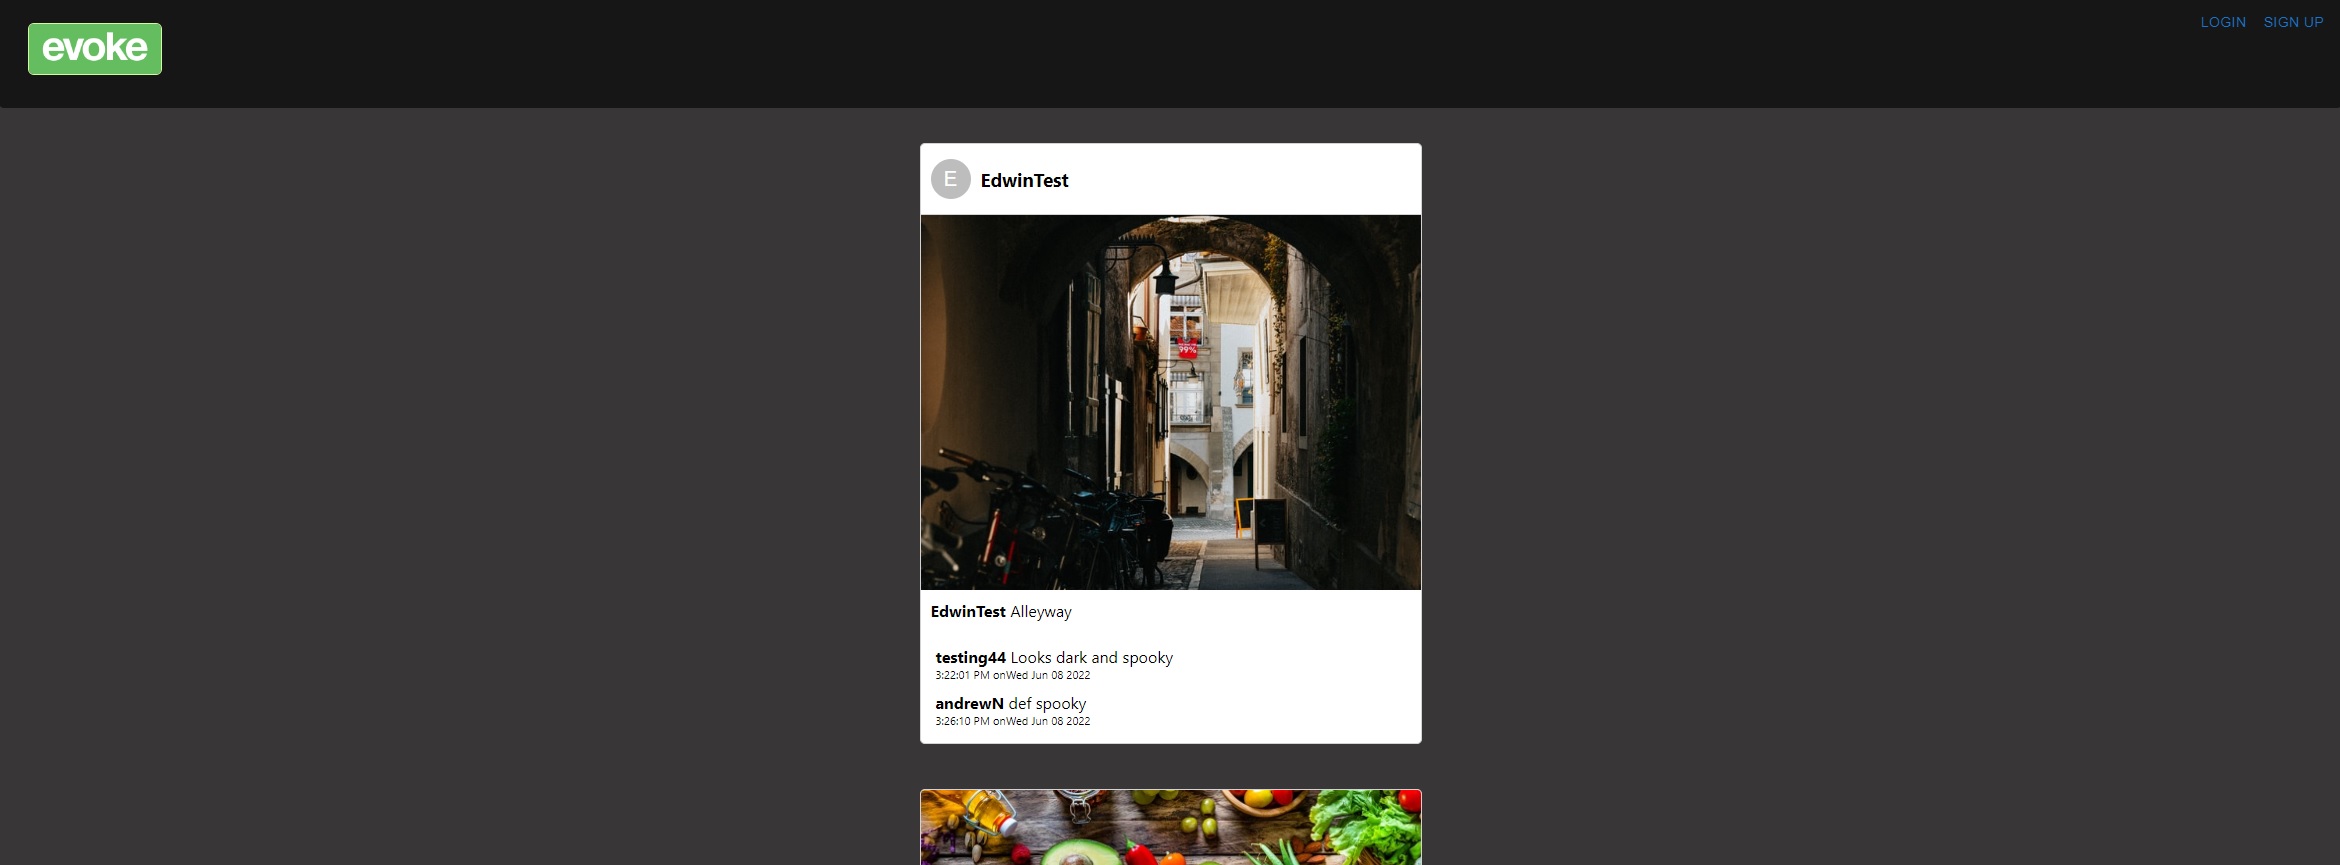 evoke
LOGIN SIGN UP
E EdwinTest
99%
EdwinTest Alleyway
testing44 Looks dark and spooky
3:22:01 PM onWed Jun 08 2022
andrewN def spooky
3:26:10 PM onWed Jun 08 2022